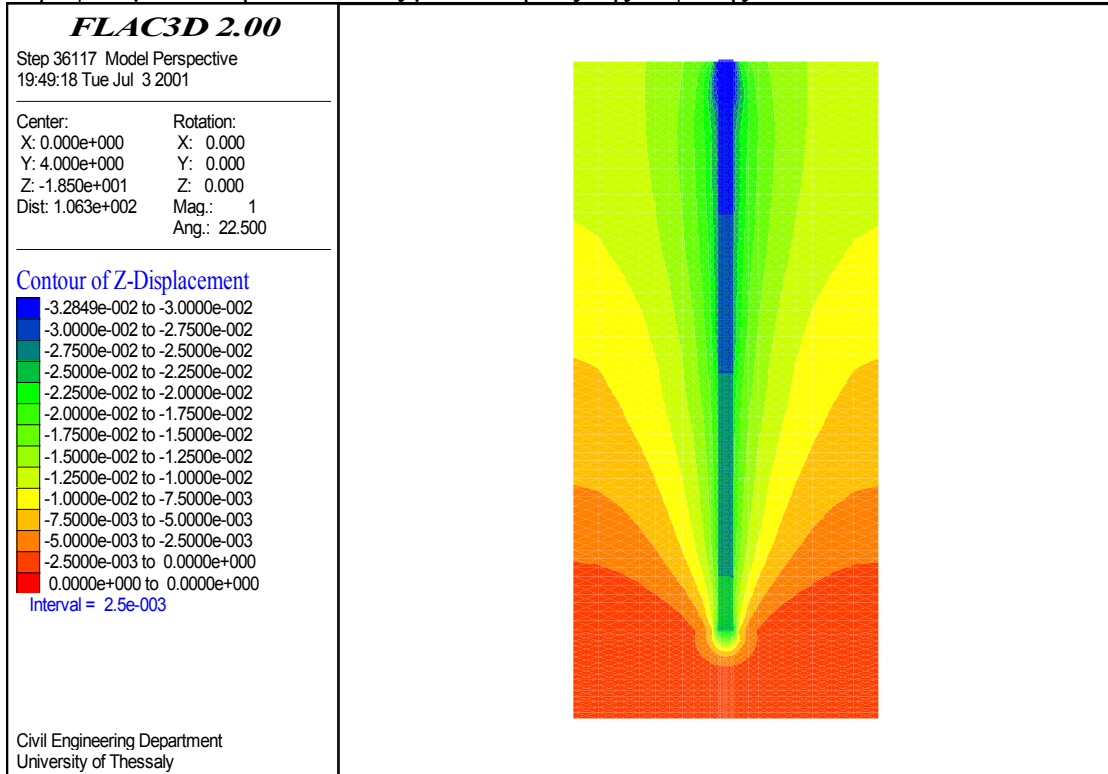 FLAC3D 2.00
Step 36117 Model Perspective
19:49:18 Tue Jul 3 2001
Center:
X: 0.000e+000
Y: 4.000e+000
Z: -1.850e+001
Dist: 1.063e+002
Rotation:
X: 0.000
Y: 0.000
Z: 0.000
Mag.: 1
Ang.: 22.500
Contour of Z-Displacement
-3.2849e-002 to -3.0000e-002
-3.0000e-002 to -2.7500e-002
-2.7500e-002 to -2.5000e-002
-2.5000e-002 to -2.2500e-002
-2.2500e-002 to -2.0000e-002
-2.0000e-002 to -1.7500e-002
-1.7500e-002 to -1.5000e-002
-1.5000e-002 to -1.2500e-002
-1.2500e-002 to -1.0000e-002
-1.0000e-002 to -7.5000e-003
-7.5000e-003 to -5.0000e-003
-5.0000e-003 to -2.5000e-003
-2.5000e-003 to 0.0000e+000
0.0000e+000 to 0.0000e+000
Interval = 2.5e-003
Civil Engineering Department
University of Thessaly